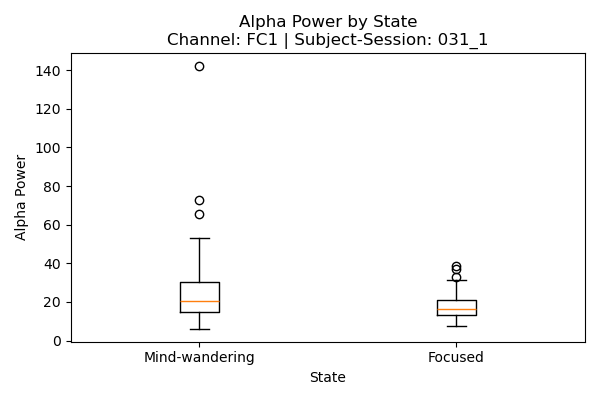 Alpha Power by State
Channel: FC1 | Subject-Session: 031_1
140
120
100
80
60
40
20
0
Alpha Power
Mind-wandering
Focused
State